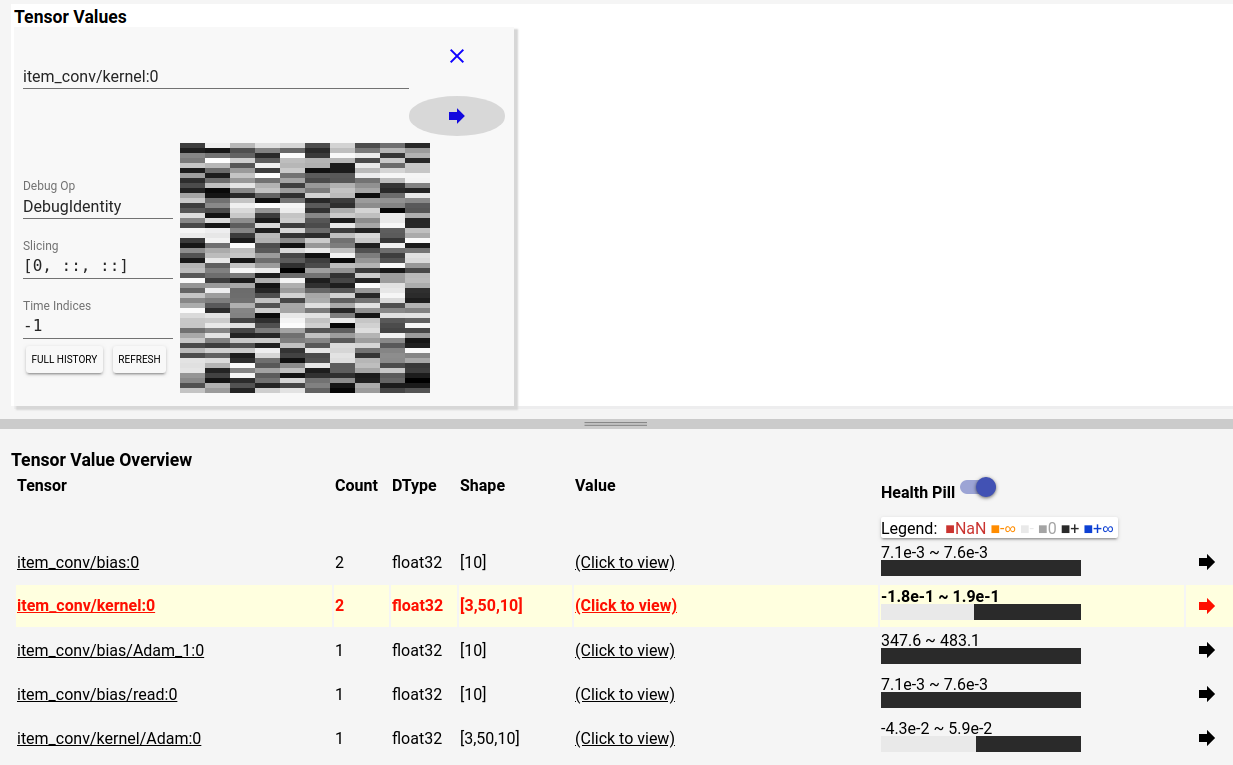 Tensor Values
item_conv/kernel:0
Debug Op
DebugIdentity
Slicing
[0, ::, ::]
Time Indices
-1
FULL HISTORY REFRESH
Tensor Value Overview
Tensor Count DType Shape Value Health Pill
Legend: ■NaN ■-∞ ■- ■0 ■+ ■+∞
item_conv/bias:0 2 float32 [10] (Click to view) 7.1e-3 ~ 7.6e-3
item_conv/kernel:0 2 float32 [3,50,10] (Click to view) -1.8e-1 ~ 1.9e-1
item_conv/bias/Adam_1:0 1 float32 [10] (Click to view) 347.6 ~ 483.1
item_conv/bias/read:0 1 float32 [10] (Click to view) 7.1e-3 ~ 7.6e-3
item_conv/kernel/Adam:0 1 float32 [3,50,10] (Click to view) -4.3e-2 ~ 5.9e-2